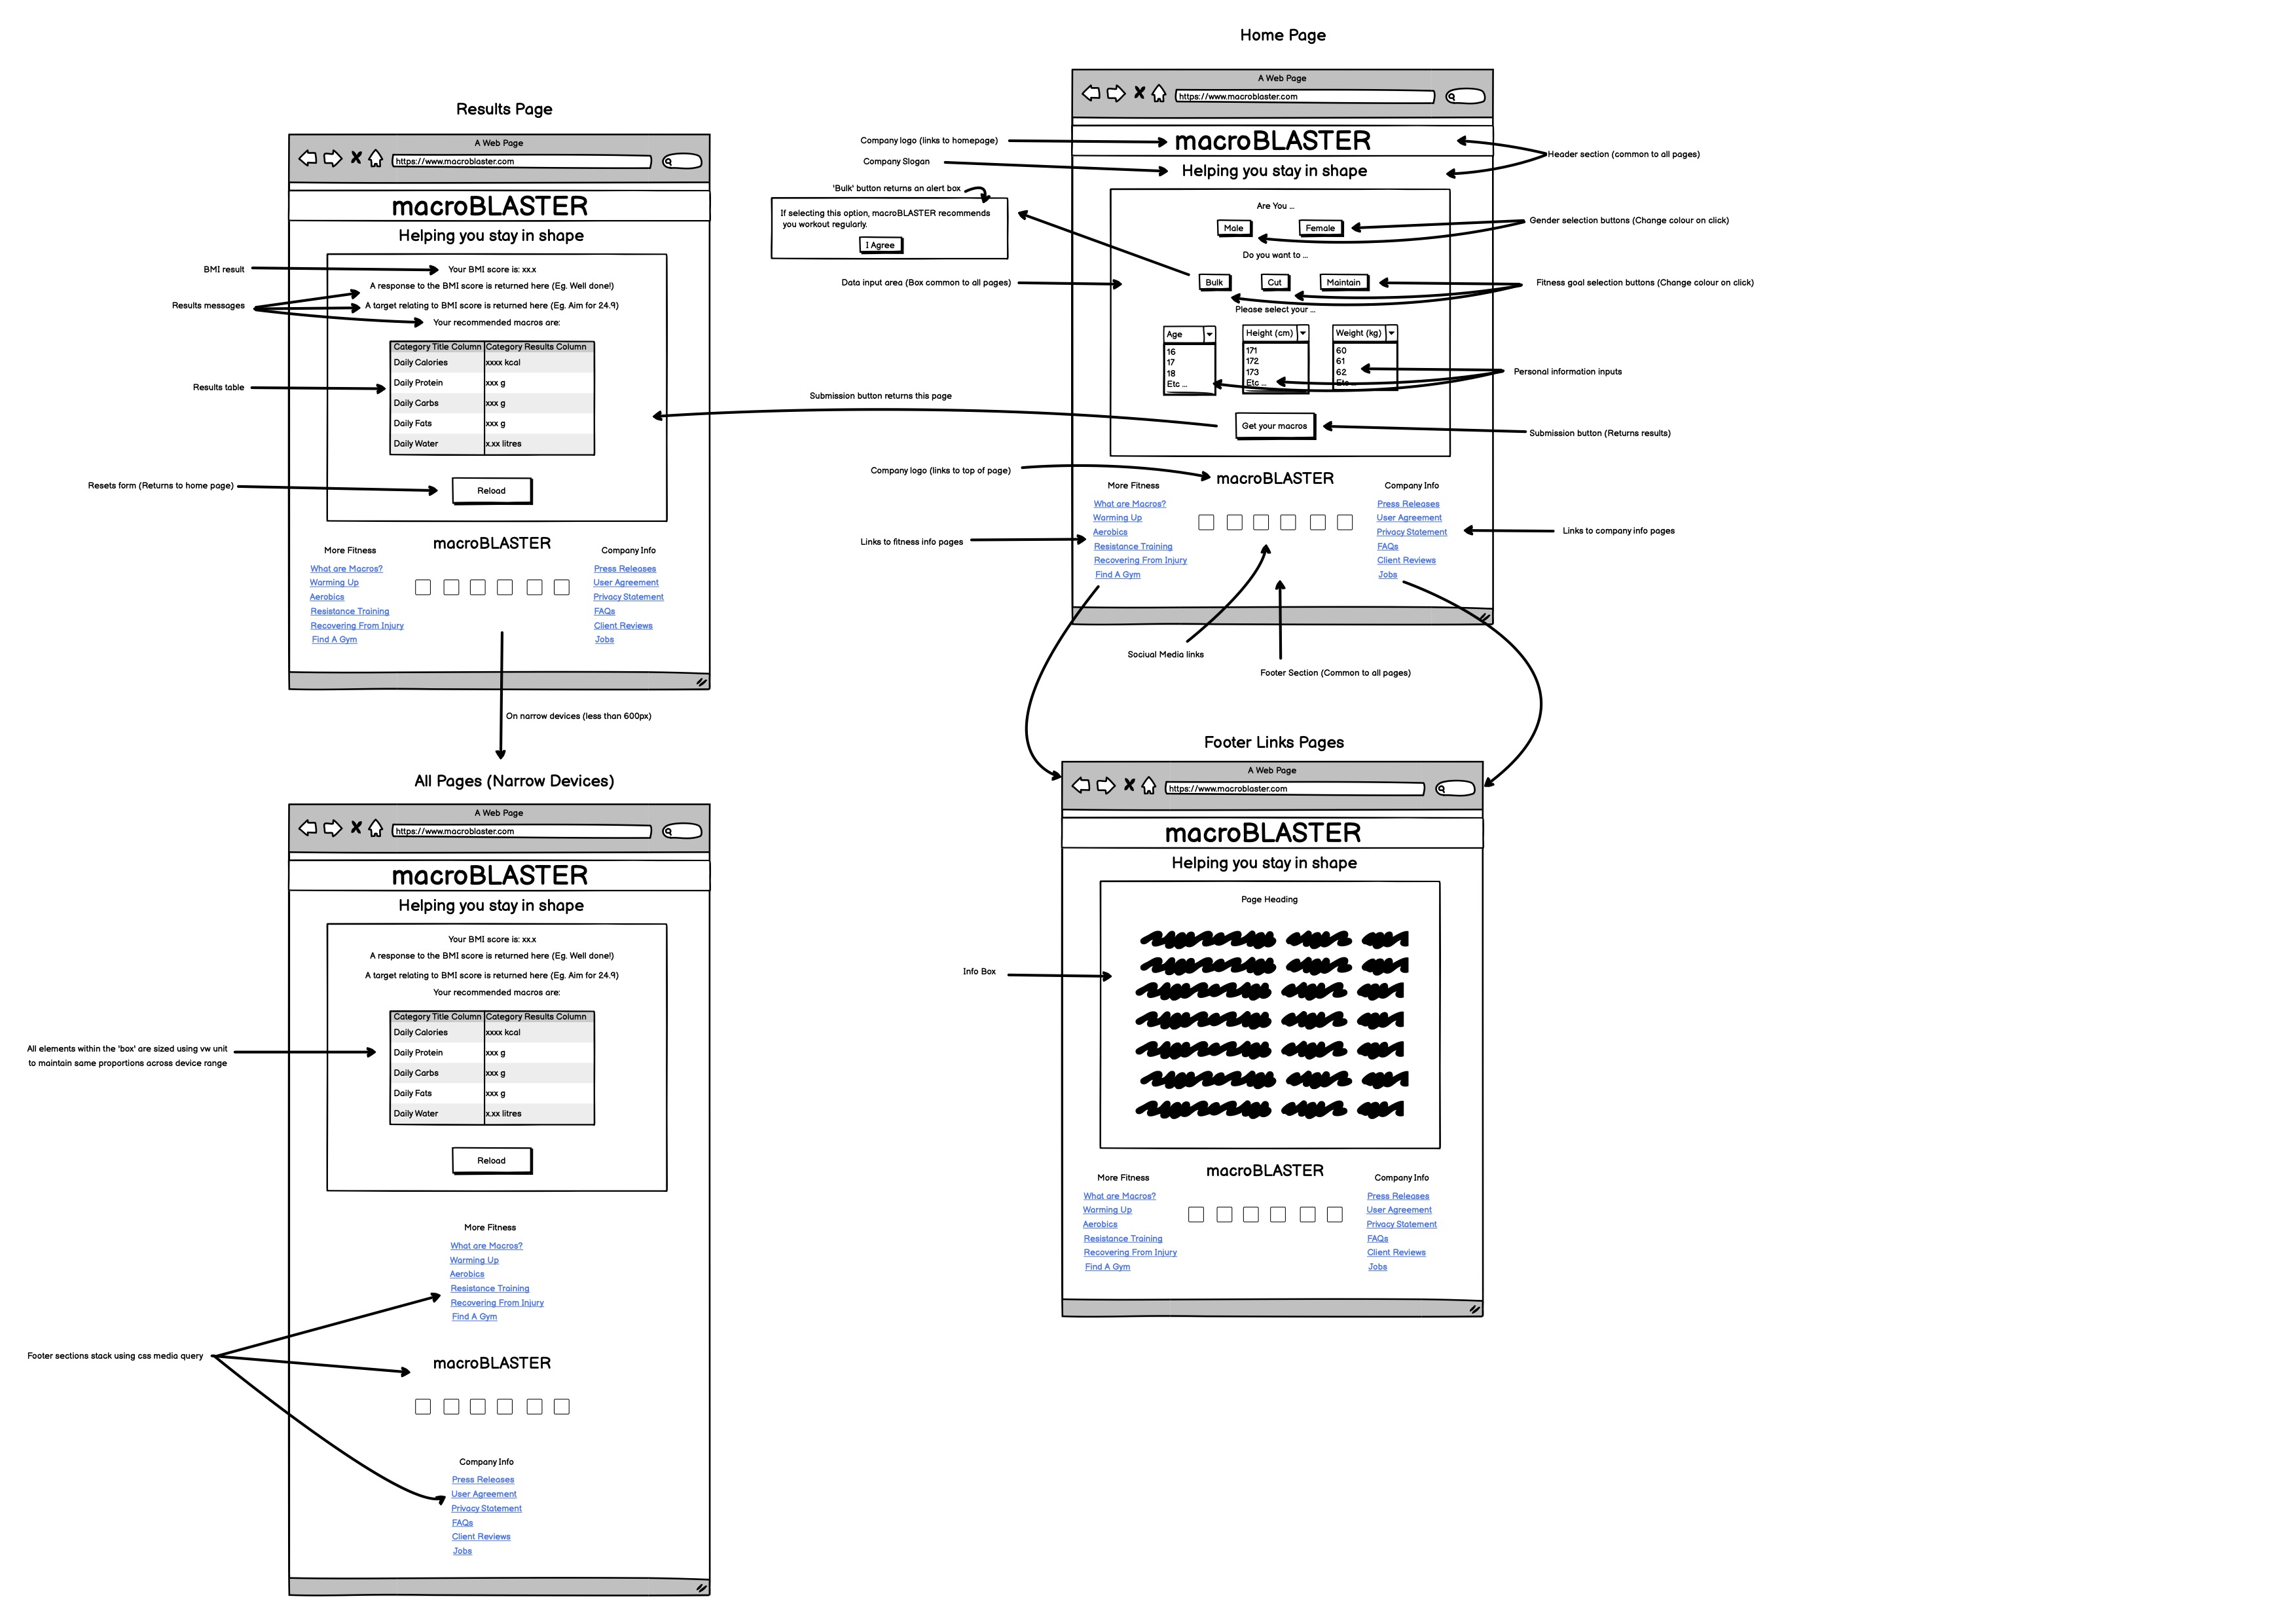 Home Page
A Web Page
https://www.macroblaster.com
Company logo (links to homepage)
macroBLASTER
Header section (common to all pages)
Company Slogan
Helping you stay in shape
'Bulk' button returns an alert box
If selecting this option, macroBLASTER recommends
you workout regularly.
I Agree
Are You ...
Male
Female
Gender selection buttons (Change colour on click)
Do you want to ...
Data input area (Box common to all pages)
Bulk
Cut
Maintain
Fitness goal selection buttons (Change colour on click)
Please select your ...
Age
Height (cm)
Weight (kg)
16
17
18
Etc ...
171
172
173
Etc ...
60
61
62
Etc ...
Personal information inputs
Submission button returns this page
Get your macros
Submission button (Returns results)
Company logo (links to top of page)
macroBLASTER
More Fitness
What are Macros?
Warming Up
Aerobics
Resistance Training
Recovering From Injury
Find A Gym
Company Info
Press Releases
User Agreement
Privacy Statement
FAQs
Client Reviews
Jobs
Links to fitness info pages
Links to company info pages
Sociual Media links
Footer Section (Common to all pages)
Results Page
A Web Page
https://www.macroblaster.com
macroBLASTER
Helping you stay in shape
BMI result
Your BMI score is: xx.x
A response to the BMI score is returned here (Eg. Well done!)
Results messages
A target relating to BMI score is returned here (Eg. Aim for 24.9)
Your recommended macros are:
Category Title Column Category Results Column
Daily Calories xxxx kcal
Daily Protein xxx g
Results table
Daily Carbs xxx g
Daily Fats xxx g
Daily Water x.xx litres
Resets form (Returns to home page)
Reload
macroBLASTER
More Fitness
What are Macros?
Warming Up
Aerobics
Resistance Training
Recovering From Injury
Find A Gym
Company Info
Press Releases
User Agreement
Privacy Statement
FAQs
Client Reviews
Jobs
On narrow devices (less than 600px)
All Pages (Narrow Devices)
A Web Page
https://www.macroblaster.com
macroBLASTER
Helping you stay in shape
Your BMI score is: xx.x
A response to the BMI score is returned here (Eg. Well done!)
A target relating to BMI score is returned here (Eg. Aim for 24.9)
Your recommended macros are:
Category Title Column Category Results Column
Daily Calories xxxx kcal
Daily Protein xxx g
Daily Carbs xxx g
Daily Fats xxx g
Daily Water x.xx litres
All elements within the 'box' are sized using vw unit
to maintain same proportions across device range
Reload
More Fitness
What are Macros?
Warming Up
Aerobics
Resistance Training
Recovering From Injury
Find A Gym
Footer sections stack using css media query
macroBLASTER
Company Info
Press Releases
User Agreement
Privacy Statement
FAQs
Client Reviews
Jobs
Footer Links Pages
A Web Page
https://www.macroblaster.com
macroBLASTER
Helping you stay in shape
Page Heading
Info Box
macroBLASTER
More Fitness
What are Macros?
Warming Up
Aerobics
Resistance Training
Recovering From Injury
Find A Gym
Company Info
Press Releases
User Agreement
Privacy Statement
FAQs
Client Reviews
Jobs